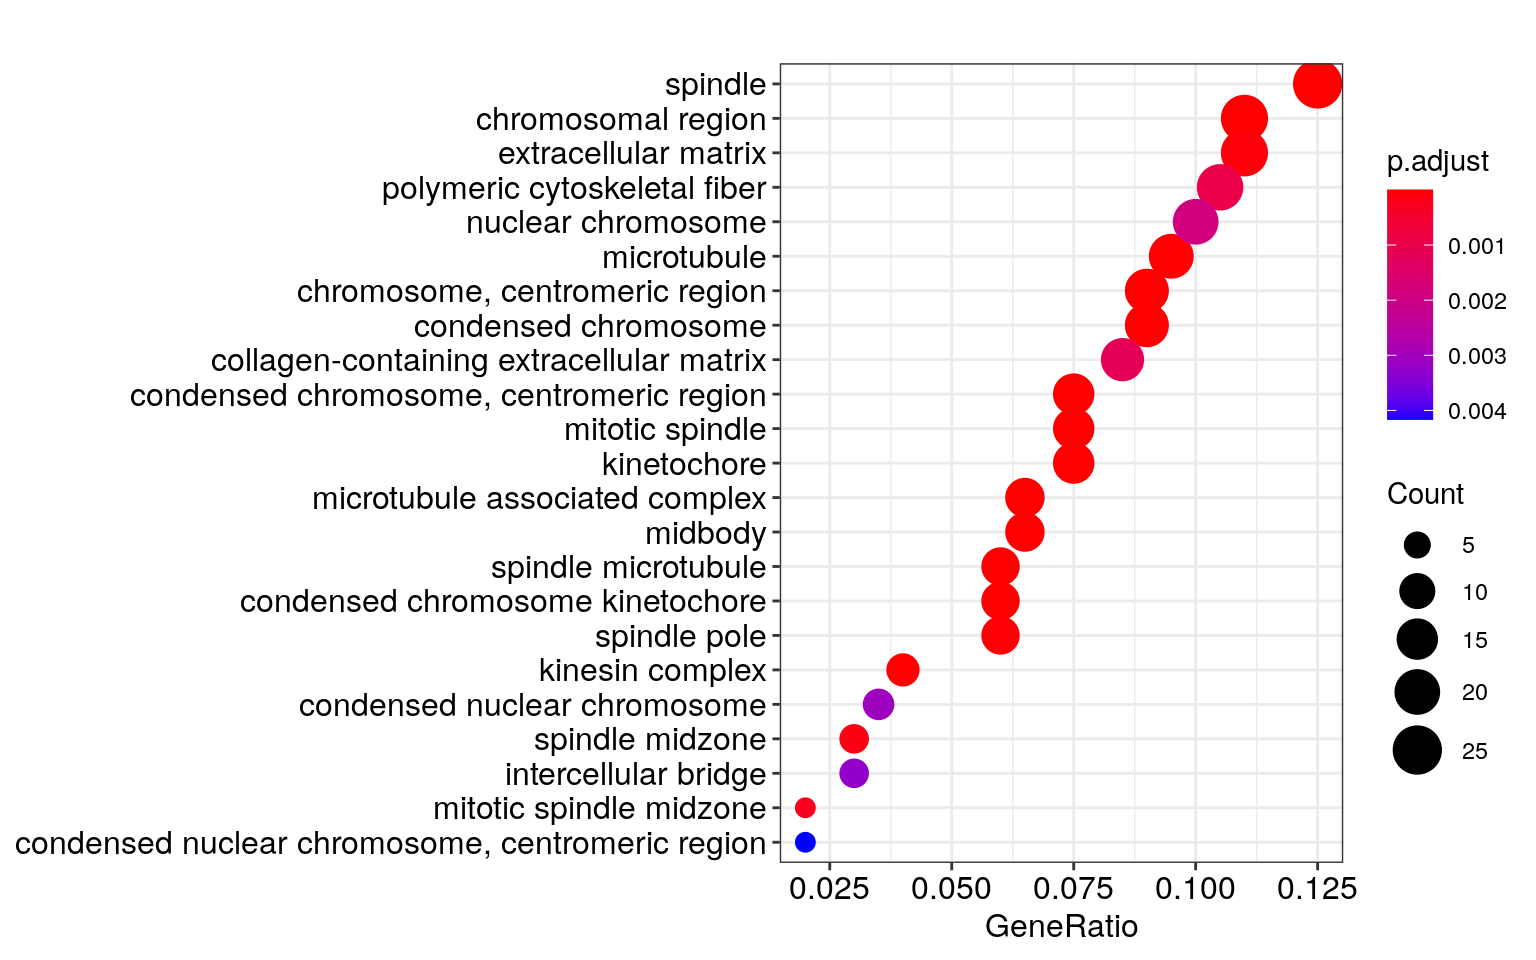 spindle
chromosomal region
extracellular matrix
polymeric cytoskeletal fiber
nuclear chromosome
microtubule
chromosome, centromeric region
condensed chromosome
collagen-containing extracellular matrix
condensed chromosome, centromeric region
mitotic spindle
kinetochore
microtubule associated complex
midbody
spindle microtubule
condensed chromosome kinetochore
spindle pole
kinesin complex
condensed nuclear chromosome
spindle midzone
intercellular bridge
mitotic spindle midzone
condensed nuclear chromosome, centromeric region
0.025 0.050 0.075 0.100 0.125
GeneRatio
p.adjust
0.001
0.002
0.003
0.004
Count
5
10
15
20
25